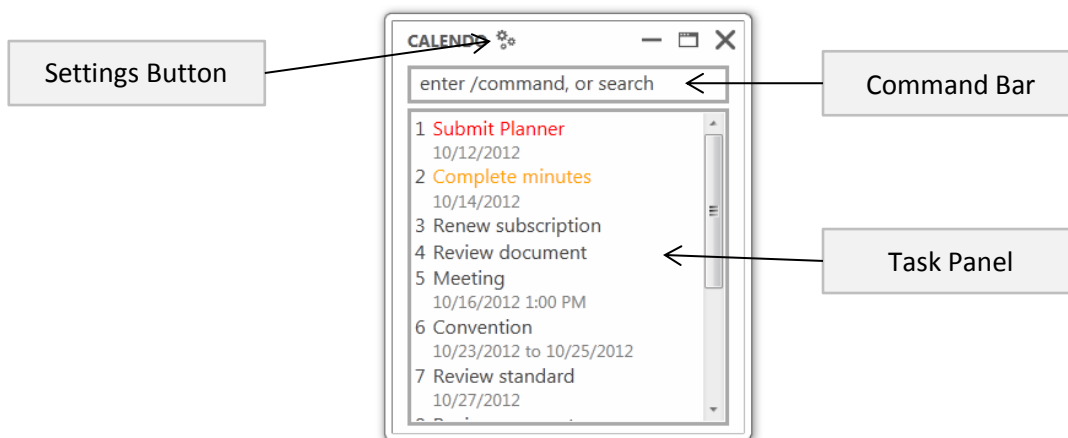 CALENDO
Settings Button
enter /command, or search
Command Bar
1 Submit Planner
10/12/2012
2 Complete minutes
10/14/2012
3 Renew subscription
4 Review document
5 Meeting
10/16/2012 1:00 PM
Task Panel
6 Convention
10/23/2012 to 10/25/2012
7 Review standard
10/27/2012